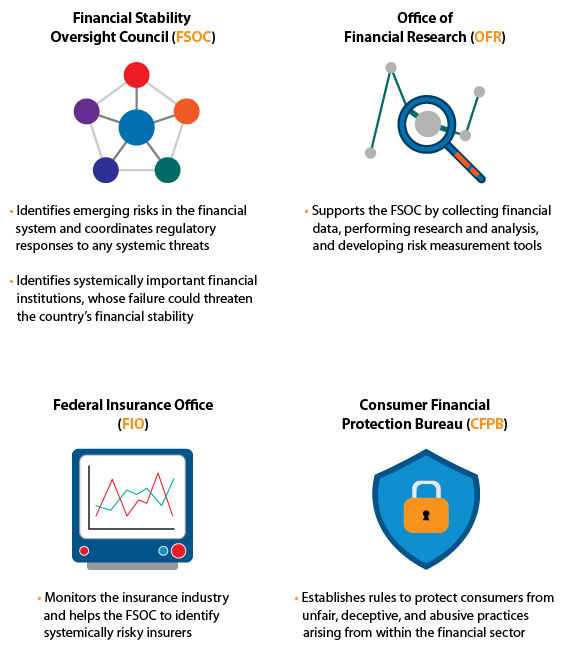 Financial Stability
Oversight Council (FSOC)
• Identifies emerging risks in the financial
system and coordinates regulatory
responses to any systemic threats
• Identifies systemically important financial
institutions, whose failure could threaten
the country's financial stability
Office of
Financial Research (OFR)
• Supports the FSOC by collecting financial
data, performing research and analysis,
and developing risk measurement tools
Federal Insurance Office
(FIO)
• Monitors the insurance industry
and helps the FSOC to identify
systemically risky insurers
Consumer Financial
Protection Bureau (CFPB)
• Establishes rules to protect consumers from
unfair, deceptive, and abusive practices
arising from within the financial sector